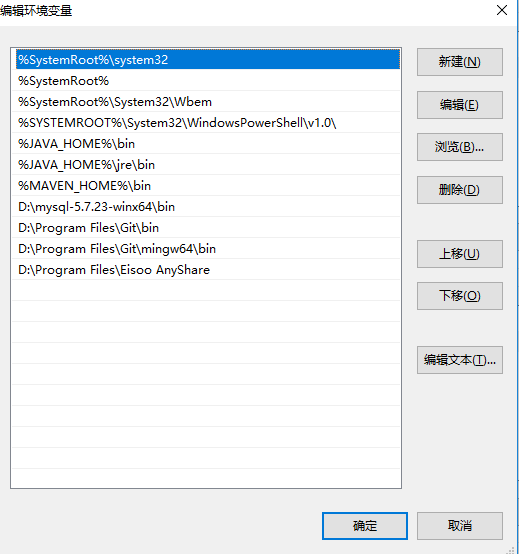 编辑环境变量
%SystemRoot%\system32
%SystemRoot%
%SystemRoot%\System32\Wbem
%SYSTEMROOT%\System32\WindowsPowerShell\v1.0\
%JAVA_HOME%\bin
%JAVA_HOME%\jre\bin
%MAVEN_HOME%\bin
D:\mysql-5.7.23-winx64\bin
D:\Program Files\Git\bin
D:\Program Files\Git\mingw64\bin
D:\Program Files\Eisoo AnyShare
新建(N)
编辑(E)
浏览(B)...
删除(D)
上移(U)
下移(O)
编辑文本(T)...
确定
取消